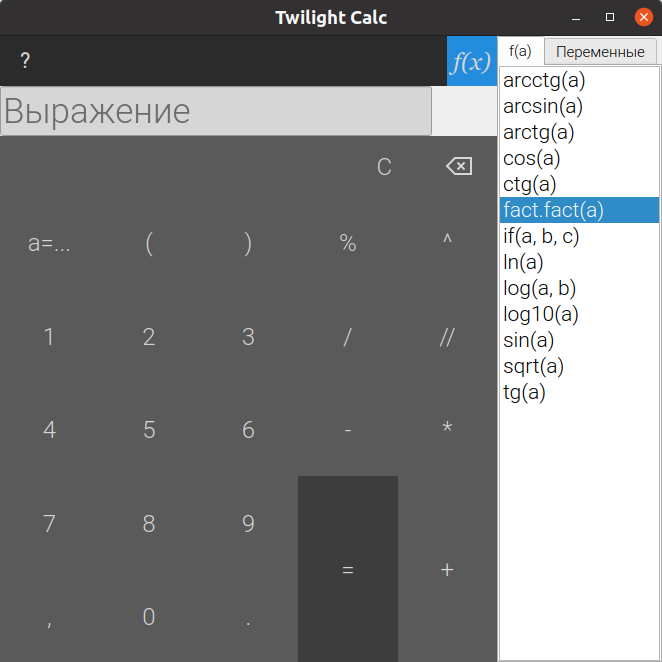 Twilight Calc
?
f(x)
f(a)
Переменные
Выражение
C
a=...
(
)
%
^
1
2
3
/
//
4
5
6
-
*
7
8
9
=
+
,
0
.
arcctg(a)
arcsin(a)
arctg(a)
cos(a)
ctg(a)
fact.fact(a)
if(a, b, c)
ln(a)
log(a, b)
log10(a)
sin(a)
sqrt(a)
tg(a)